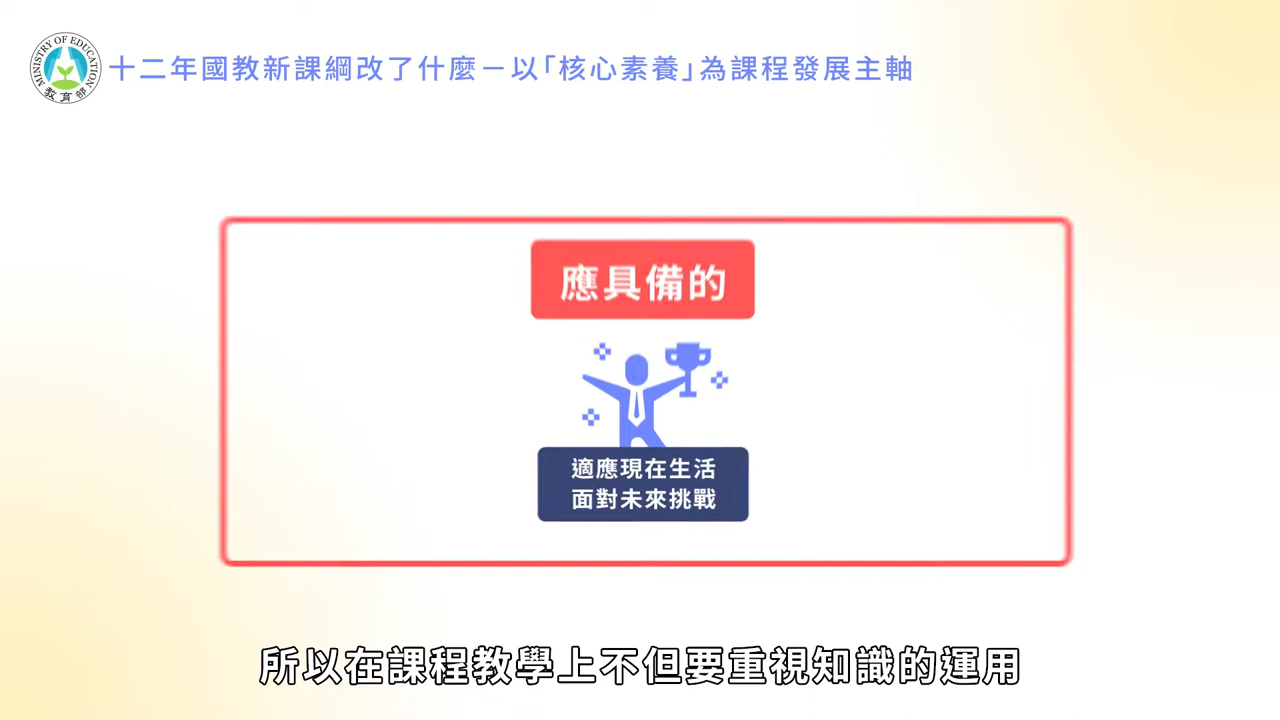 MINISTRY OF EDUCATION
教育部
十二年國教新課綱改了什麼－以「核心素養」為課程發展主軸
應具備的
適應現在生活
面對未來挑戰
所以在課程教學上不但要重視知識的運用